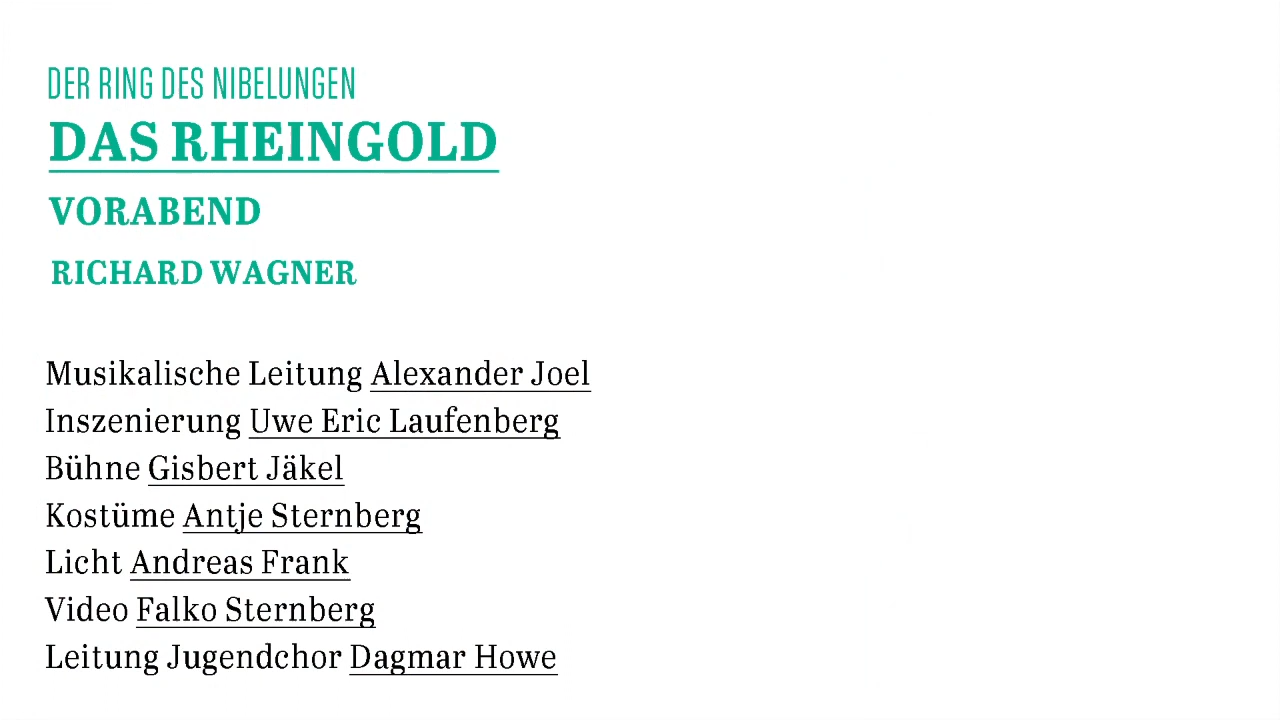 DER RING DES NIBELUNGEN
DAS RHEINGOLD
VORABEND
RICHARD WAGNER
Musikalische Leitung Alexander Joel
Inszenierung Uwe Eric Laufenberg
Bühne Gisbert Jäkel
Kostüme Antje Sternberg
Licht Andreas Frank
Video Falko Sternberg
Leitung Jugendchor Dagmar Howe